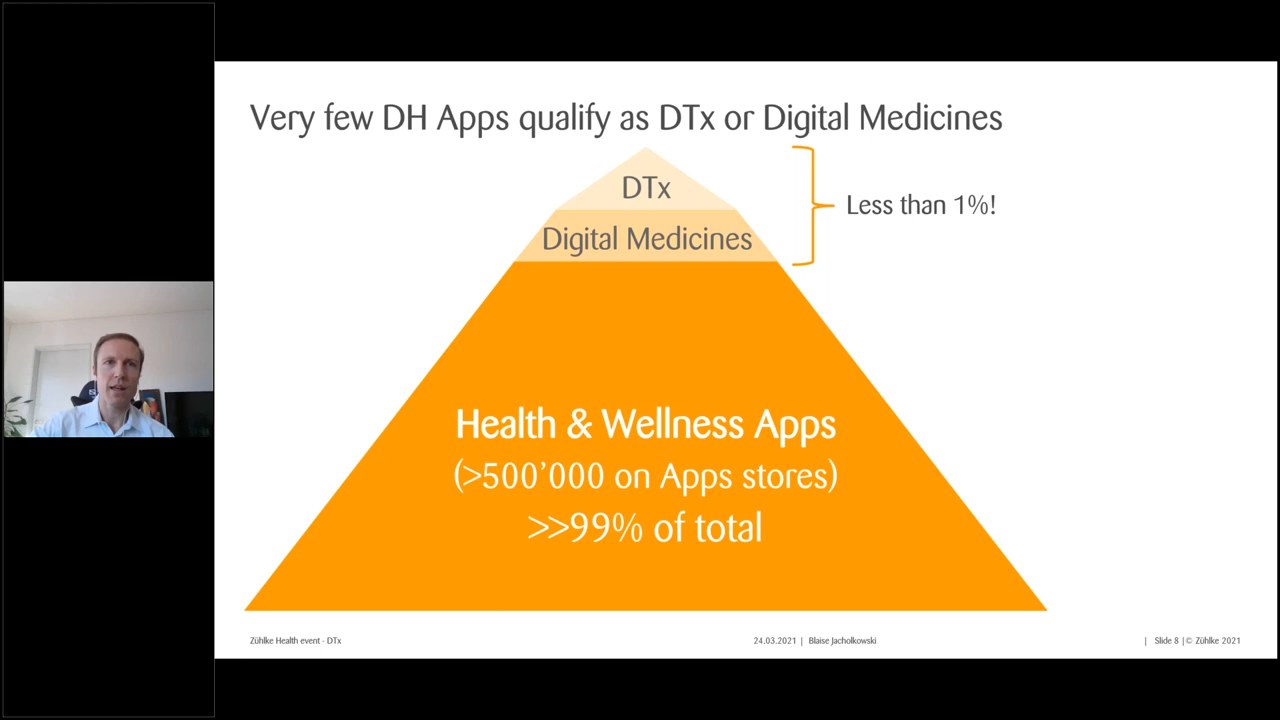 Very few DH Apps qualify as DTx or Digital Medicines
DTx
Digital Medicines
Less than 1%!
Health & Wellness Apps
(>500’000 on Apps stores)
>>99% of total
Zühlke Health event - DTx
24.03.2021 | Blaise Jacholkowski
| Slide 8 |© Zühlke 2021